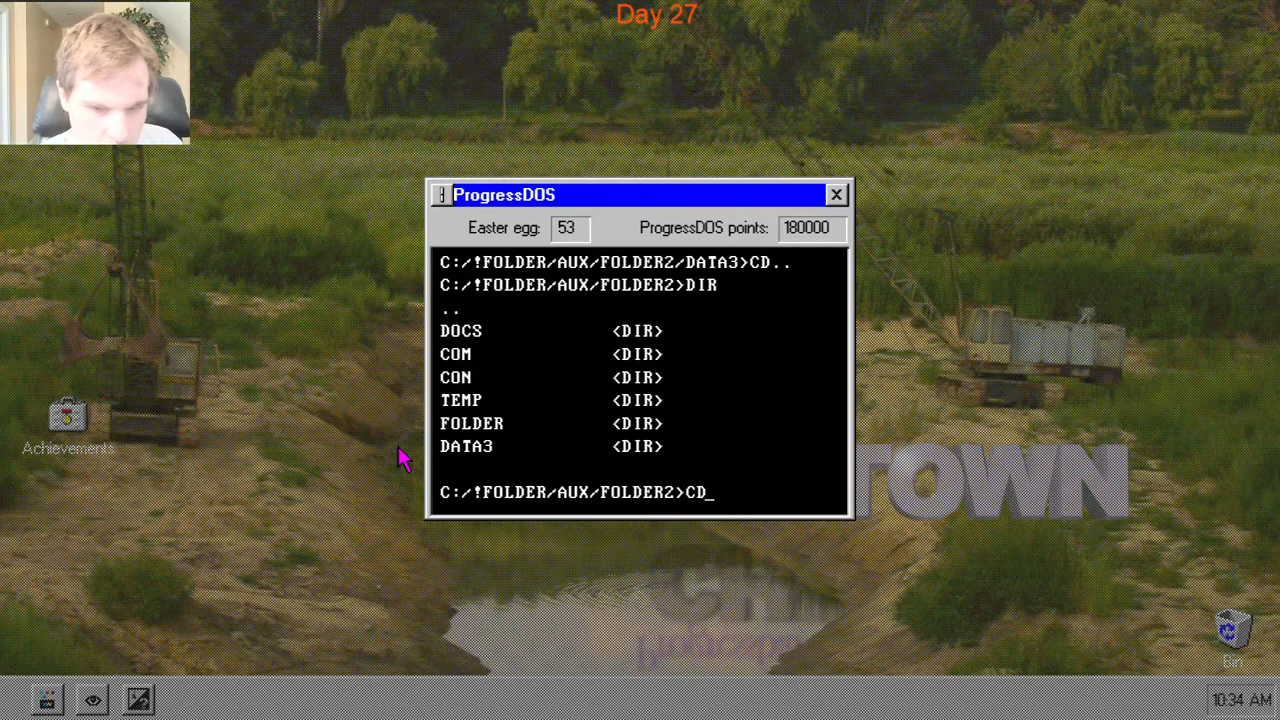 Day 27
ProgressDOS
Easter egg: 53 ProgressDOS points: 180000
C:/!FOLDER/AUX/FOLDER2/DATA3>CD..
C:/!FOLDER/AUX/FOLDER2>DIR
..
DOCS <DIR>
COM <DIR>
CON <DIR>
TEMP <DIR>
FOLDER <DIR>
DATA3 <DIR>
C:/!FOLDER/AUX/FOLDER2>CD_
Achievements
TOWN
Bin
10:34 AM